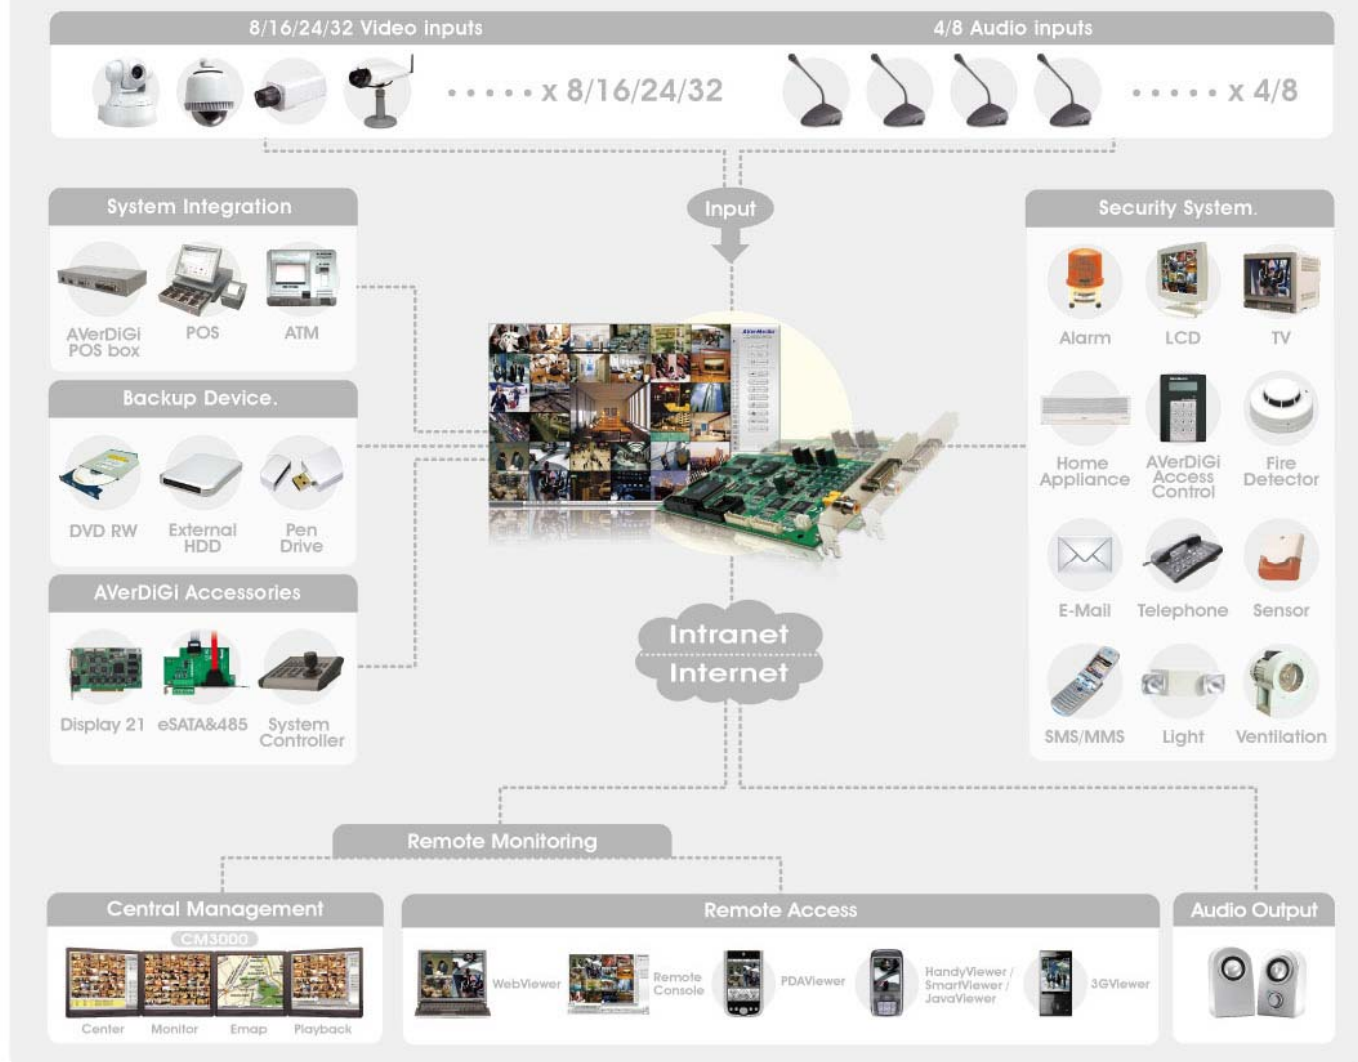 8/16/24/32 Video inputs
4/8 Audio inputs
..... x 8/16/24/32
..... x 4/8
Input
System Integration
AVerDiGi
POS box
POS
ATM
Backup Device.
DVD RW
External
HDD
Pen
Drive
AVerDiGi Accessories
Display 21
eSATA&485
System
Controller
AVerMedia
Security System.
Alarm
LCD
TV
Home
Appliance
AVerDiGi
Access
Control
Fire
Detector
E-Mail
Telephone
Sensor
SMS/MMS
Light
Ventilation
Intranet
Internet
Remote Monitoring
Central Management
CM3000
Center
Monitor
Emap
Playback
Remote Access
WebViewer
Remote
Console
PDAViewer
HandyViewer /
SmartViewer /
JavaViewer
3GViewer
Audio Output